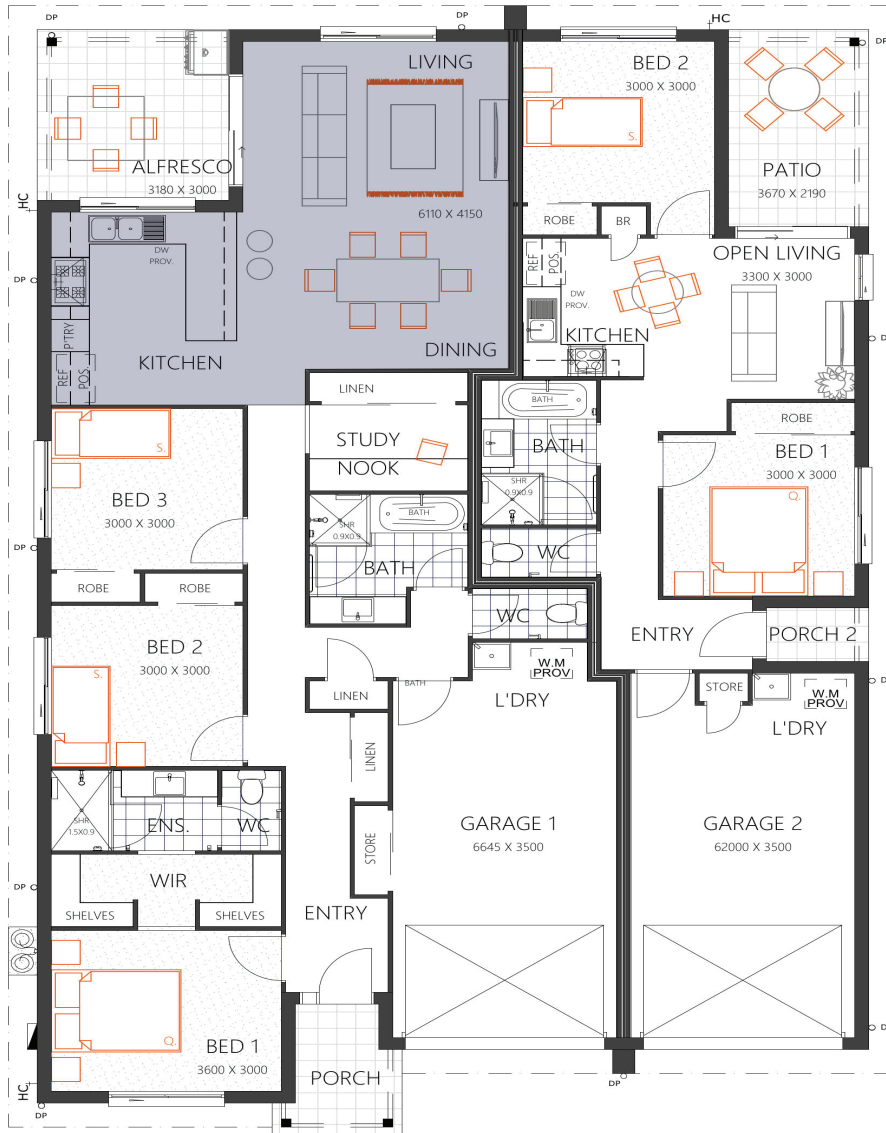 DP
DP
HC
DP
LIVING
BED 2
3000 X 3000
S.
PATIO
3670 X 2190
ALFRESCO
3180 X 3000
HC
6110 X 4150
ROBE
BR
DW
PROV.
DP
REF
POS.
OPEN LIVING
3300 X 3000
DW
PROV.
KITCHEN
P'TRY
KITCHEN
DINING
REF
POS.
LINEN
STUDY
NOOK
BATH
BATH
SHR
0.9X0.9
WC
ROBE
BED 1
3000 X 3000
Q.
S.
BED 3
3000 X 3000
DP
ROBE
ROBE
SHR
0.9X0.9
BATH
BATH
WC
ENTRY
PORCH 2
BED 2
3000 X 3000
S.
LINEN
BATH
W.M
PROV
L'DRY
STORE
W.M
PROV
L'DRY
LINEN
SHR
1.5X0.9
ENS.
WC
STORE
GARAGE 1
6645 X 3500
GARAGE 2
62000 X 3500
DP
WIR
SHELVES
SHELVES
ENTRY
BED 1
3600 X 3000
Q.
PORCH
HC
DP
DP